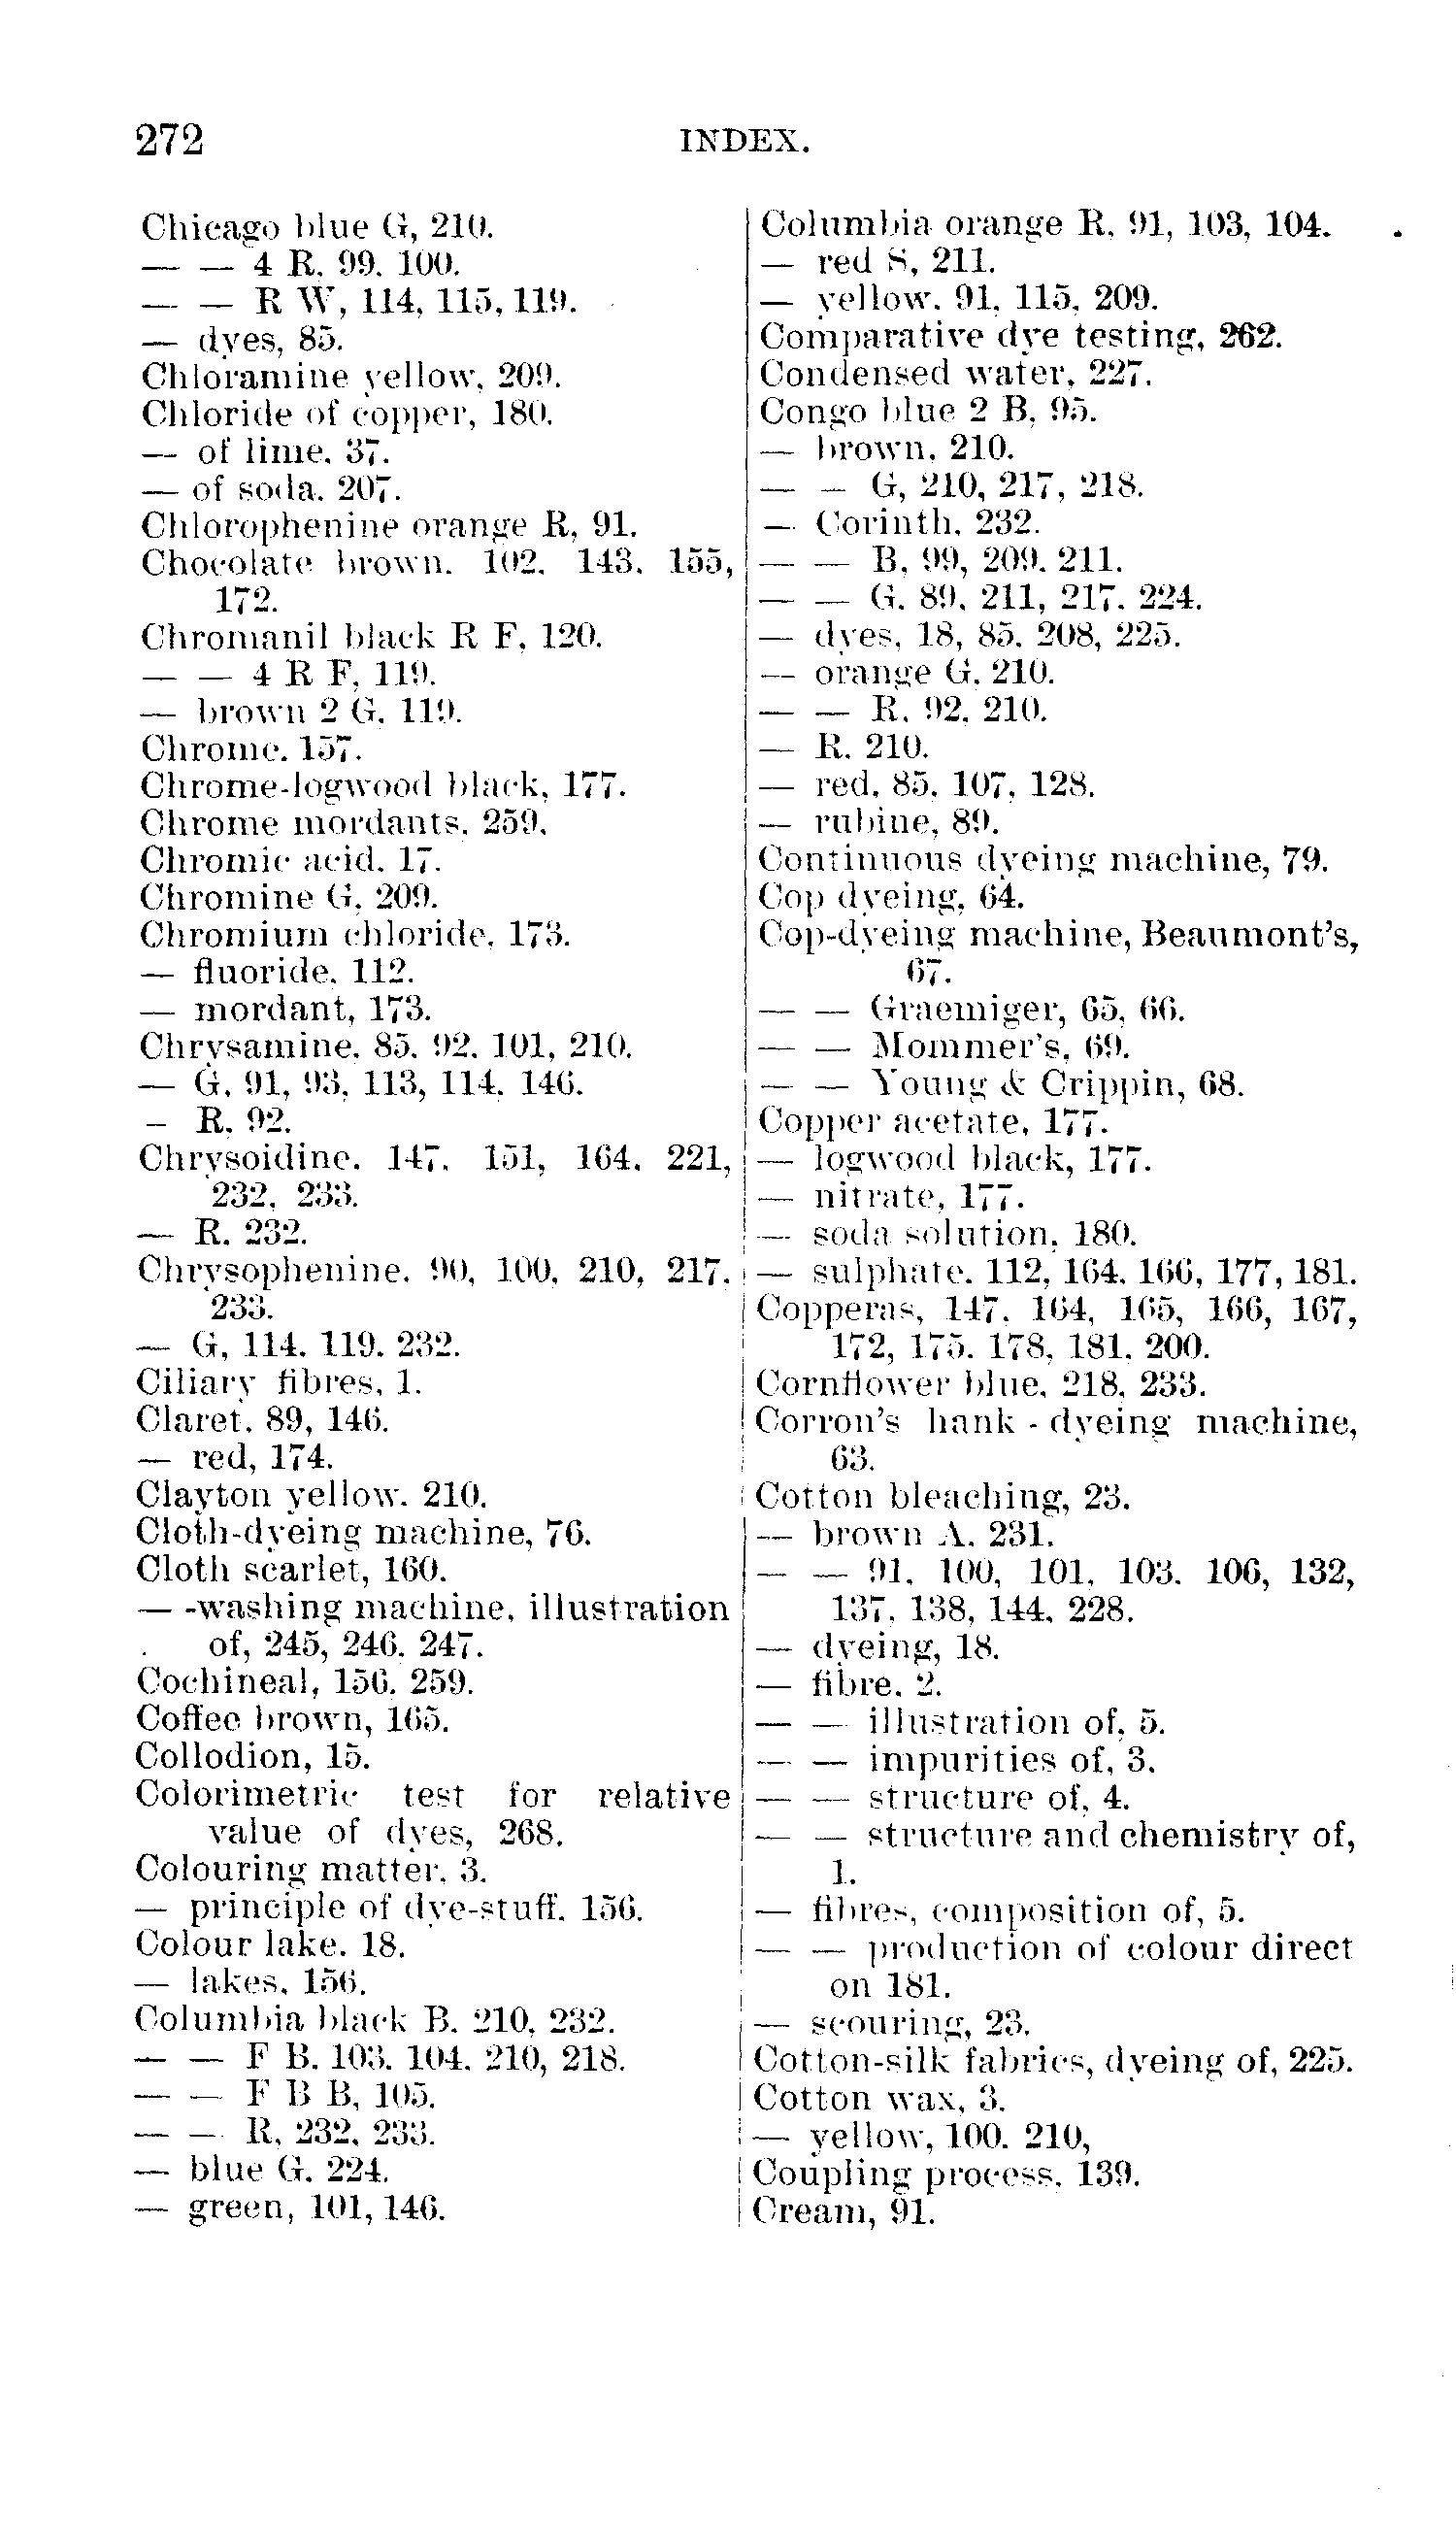 272
INDEX.
Chicago blue G, 210.
— — 4 R. 99. 100.
— — R W, 114, 115, 119.
— dyes, 85.
Chloramine yellow, 209.
Chloride of copper, 180.
— of lime. 37.
— of soda. 207.
Chlorophenine orange R, 91.
Chocolate brown. 102. 143. 155,
172.
Chromanil black R F, 120.
— — 4 R F, 119.
— brown 2 G. 119.
Chrome. 157.
Chrome-logwood black, 177.
Chrome mordants. 259.
Chromic acid. 17.
Chromine G. 209.
Chromium chloride. 173.
— fluoride. 112.
— mordant, 173.
Chrysamine. 85. 92. 101, 210.
— G. 91, 93, 113, 114. 146.
– R. 92.
Chrysoidine. 147. 151, 164. 221,
232. 233.
— R. 232.
Chrysophenine. 90, 100, 210, 217.
233.
— G, 114. 119. 232.
Ciliary fibres, 1.
Claret. 89, 146.
— red, 174.
Clayton yellow. 210.
Cloth-dyeing machine, 76.
Cloth scarlet, 160.
— -washing machine, illustration
of, 245, 246. 247.
Cochineal, 156. 259.
Coffee brown, 165.
Collodion, 15.
Colorimetric test for relative
value of dyes, 268.
Colouring matter. 3.
— principle of dye-stuff. 156.
Colour lake. 18.
— lakes. 156.
Columbia black B. 210, 232.
— — F B. 103. 104. 210, 218.
— — F B B, 105.
— — R, 232, 233.
— blue G. 224.
— green, 101, 146.
Columbia orange R, 91, 103, 104.
— red S, 211.
— yellow. 91, 115, 209.
Comparative dye testing, 262.
Condensed water, 227.
Congo blue 2 B, 95.
— brown, 210.
— — G, 210, 217, 218.
— Corinth. 232.
— — B, 99, 209. 211.
— — G. 89. 211, 217. 224.
— dyes, 18, 85. 208, 225.
— orange G. 210.
— — R. 92. 210.
— R. 210.
— red, 85. 107, 128.
— rubine, 89.
Continuous dyeing machine, 79.
Cop dyeing, 64.
Cop-dyeing machine, Beaumont's,
67.
— — Graemiger, 65, 66.
— — Mommer's, 69.
— — Young & Crippin, 68.
Copper acetate, 177.
— logwood black, 177.
— nitrate, 177.
— soda solution, 180.
— sulphate. 112, 164. 166, 177, 181.
Copperas, 147. 164, 165, 166, 167,
172, 175. 178, 181. 200.
Cornflower blue, 218, 233.
Corron's hank - dyeing machine,
63.
Cotton bleaching, 23.
— brown A. 231.
— — 91. 100, 101, 103. 106, 132,
137, 138, 144. 228.
— dyeing, 18.
— fibre. 2.
— — illustration of, 5.
— — impurities of, 3.
— — structure of, 4.
— — structure and chemistry of,
1.
— fibres, composition of, 5.
— — production of colour direct
on 181.
— scouring, 23.
Cotton-silk fabrics, dyeing of, 225.
Cotton wax, 3.
— yellow, 100. 210,
Coupling process. 139.
Cream, 91.